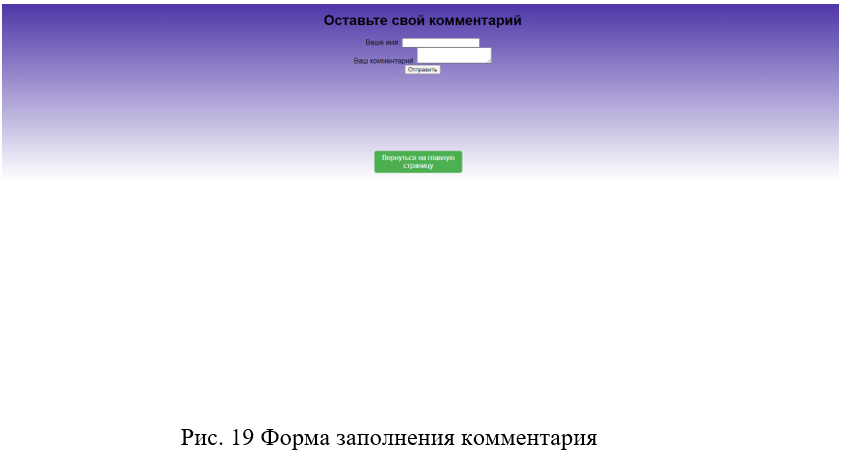 Оставьте свой комментарий
Ваше имя:
Ваш комментарий:
Отправить
Вернуться на главную
страницу
Рис. 19 Форма заполнения комментария